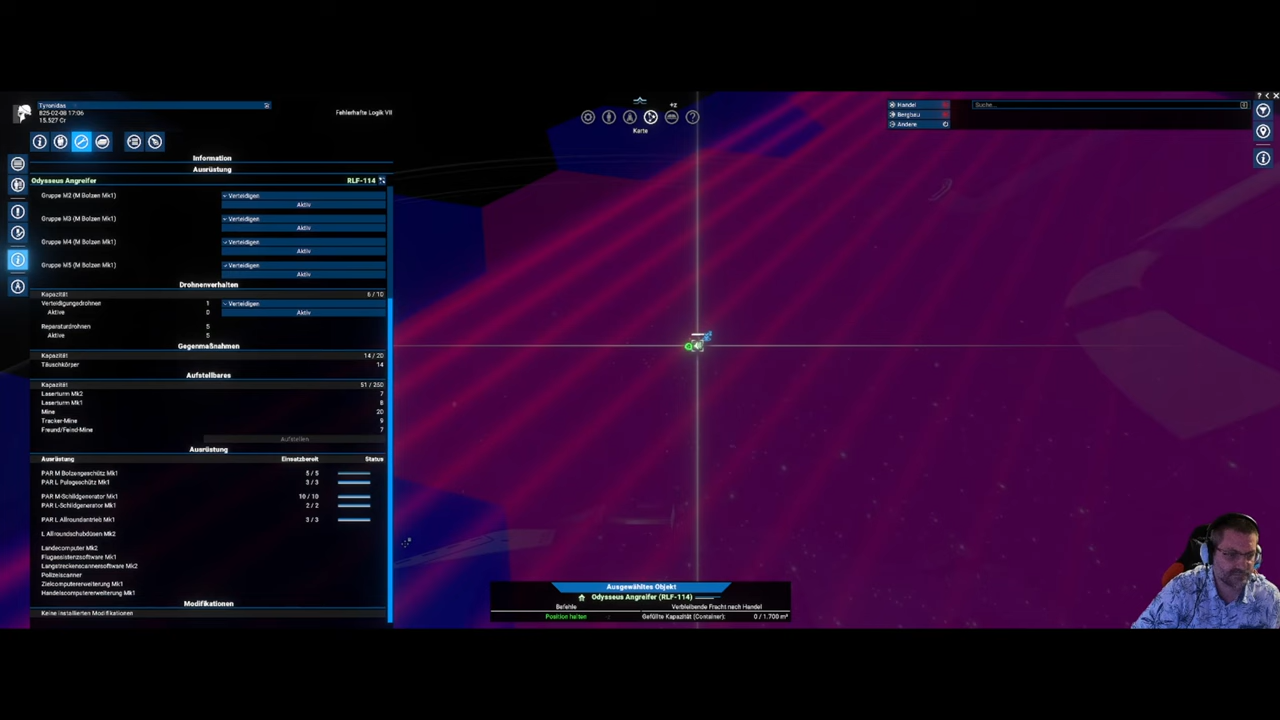 Tyronidas
825-02-08 17:06
15.527 Cr
Fehlerhafte Logik VII
Information
Ausrüstung
Odysseus Angreifer RLF-114
Gruppe M2 (M Bolzen Mk1) Verteidigen
Aktiv
Gruppe M3 (M Bolzen Mk1) Verteidigen
Aktiv
Gruppe M4 (M Bolzen Mk1) Verteidigen
Aktiv
Gruppe M5 (M Bolzen Mk1) Verteidigen
Aktiv
Drohnenverhalten
Kapazität 6 / 10
Verteidigungsdrohnen 1 Verteidigen
Aktive 0 Aktiv
Reparaturdrohnen 5
Aktive 5
Gegenmaßnahmen
Kapazität 14 / 20
Täuschkörper 14
Aufstellbares
Kapazität 51 / 250
Laserturm Mk2 7
Laserturm Mk1 8
Mine 20
Tracker-Mine 9
Freund/Feind-Mine 7
Aufstellen
Ausrüstung
Ausrüstung Einsatzbereit Status
PAR M Bolzengeschütz Mk1 5 / 5
PAR L Pulsgeschütz Mk1 3 / 3
PAR M-Schildgenerator Mk1 10 / 10
PAR L-Schildgenerator Mk1 2 / 2
PAR L Allroundantrieb Mk1 3 / 3
L Allroundschubdüsen Mk2
Landecomputer Mk2
Flugassistenzsoftware Mk1
Langstreckenscannersoftware Mk2
Polizeiscanner
Zielcomputererweiterung Mk1
Handelscomputererweiterung Mk1
Modifikationen
Keine installierten Modifikationen
+2
?
Karte
Handel
Bergbau
Andere
Suche...
? < X
Ausgewähltes Objekt
Odysseus Angreifer (RLF-114)
Befehle Verbleibende Fracht nach Handel
Position halten Gefüllte Kapazität (Container): 0 / 1.700 m³